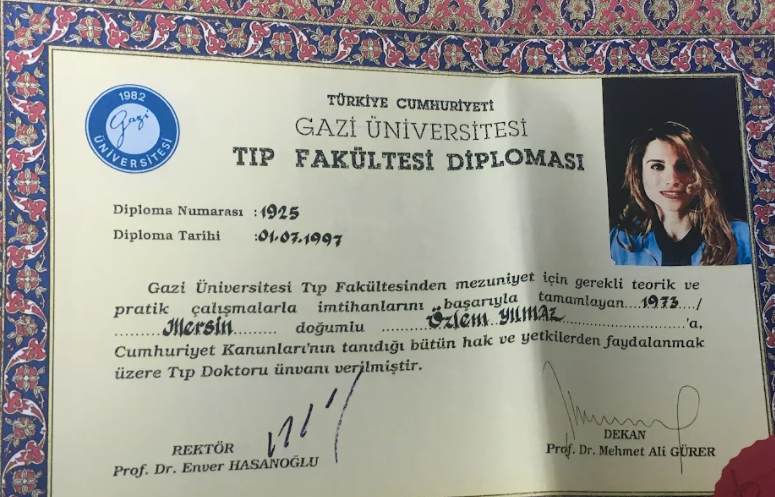 1982
Gazi
ÜNİVERSİTESİ
TÜRKİYE CUMHURİYETİ
GAZİ ÜNİVERSİTESİ
TIP FAKÜLTESİ DİPLOMASI
Diploma Numarası :1925
Diploma Tarihi :01.07.1997
Gazi Üniversitesi Tıp Fakültesinden mezuniyet için gerekli teorik ve
pratik çalışmalarla imtihanlarını başarıyla tamamlayan....1973..../
........Mersin........ doğumlu ........Özlem YILMAZ........................'a,
Cumhuriyet Kanunları'nın tanıdığı bütün hak ve yetkilerden faydalanmak
üzere Tıp Doktoru ünvanı verilmiştir.
REKTÖR
Prof. Dr. Enver HASANOĞLU
DEKAN
Prof. Dr. Mehmet Ali GÜRER